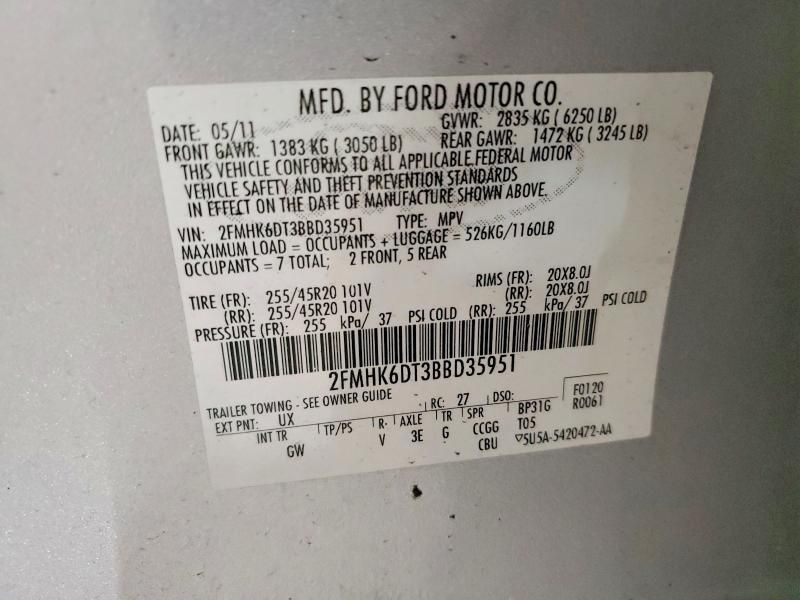 MFD. BY FORD MOTOR CO.
DATE: 05/11 GVWR: 2835 KG ( 6250 LB)
FRONT GAWR: 1383 KG ( 3050 LB) REAR GAWR: 1472 KG ( 3245 LB)
THIS VEHICLE CONFORMS TO ALL APPLICABLE FEDERAL MOTOR
VEHICLE SAFETY AND THEFT PREVENTION STANDARDS
IN EFFECT ON THE DATE OF MANUFACTURE SHOWN ABOVE.
VIN: 2FMHK6DT3BBD35951 TYPE: MPV
MAXIMUM LOAD = OCCUPANTS + LUGGAGE = 526KG/1160LB
OCCUPANTS = 7 TOTAL; 2 FRONT, 5 REAR
TIRE (FR): 255/45R20 101V RIMS (FR): 20X8.0J
(RR): 255/45R20 101V (RR): 20X8.0J
PRESSURE (FR): 255 kPa/ 37 PSI COLD (RR): 255 kPa/ 37 PSI COLD
2FMHK6DT3BBD35951
TRAILER TOWING - SEE OWNER GUIDE RC: 27 DSO: F0120
EXT PNT: UX R0061
INT TR TP/PS R- AXLE TR SPR BP31G
GW V 3E G CCGG T05
CBU 5U5A-5420472-AA